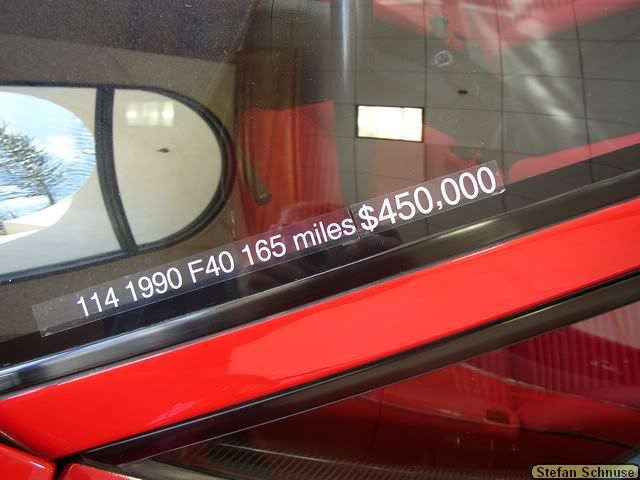 114 1990 F40 165 miles $450,000
Stefan Schnuse